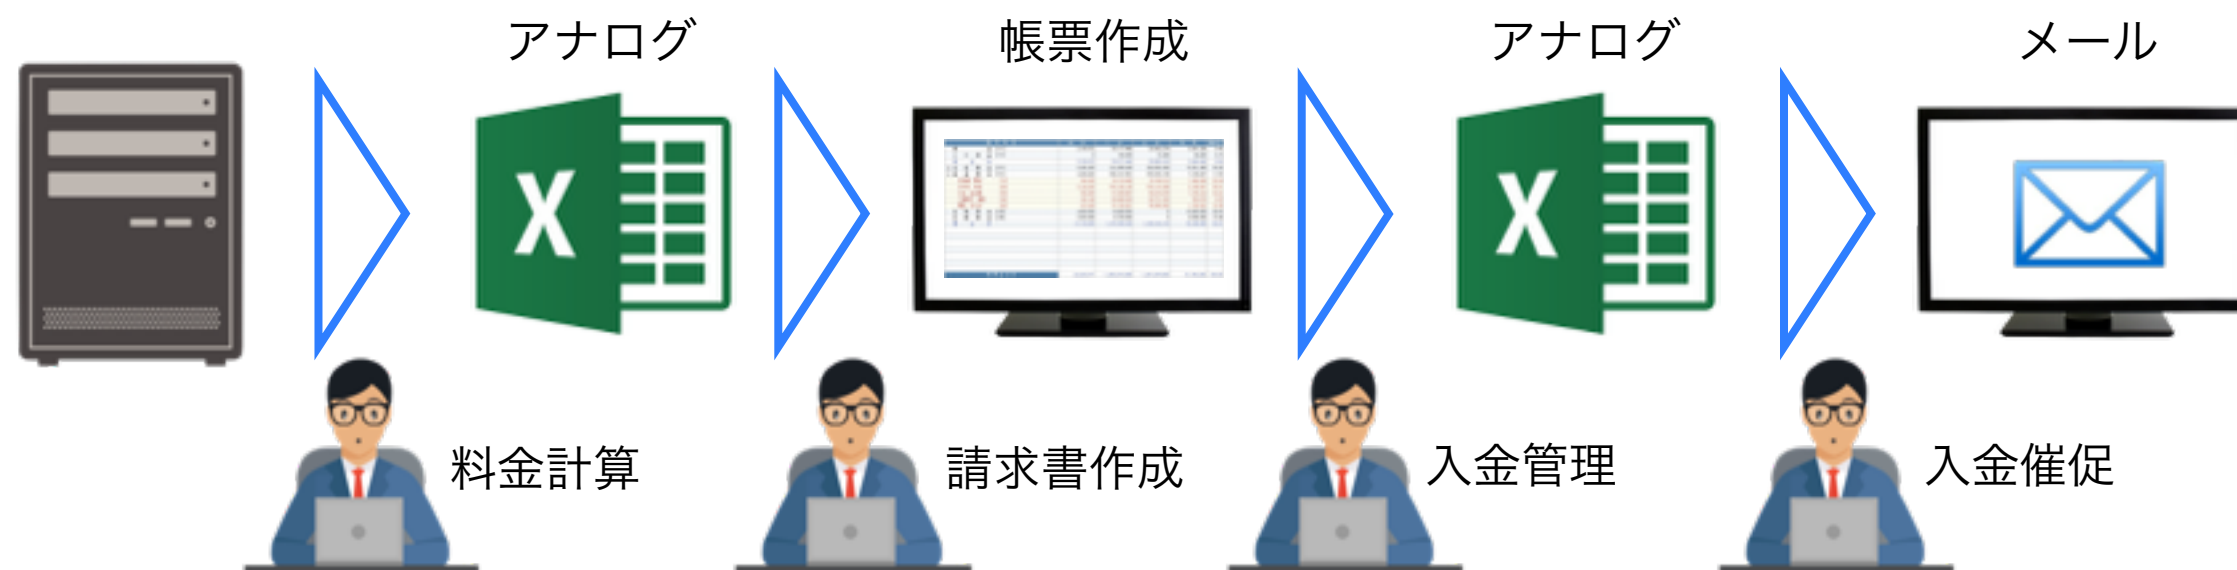 アナログ
帳票作成
アナログ
メール
X
X
料金計算
請求書作成
入金管理
入金催促